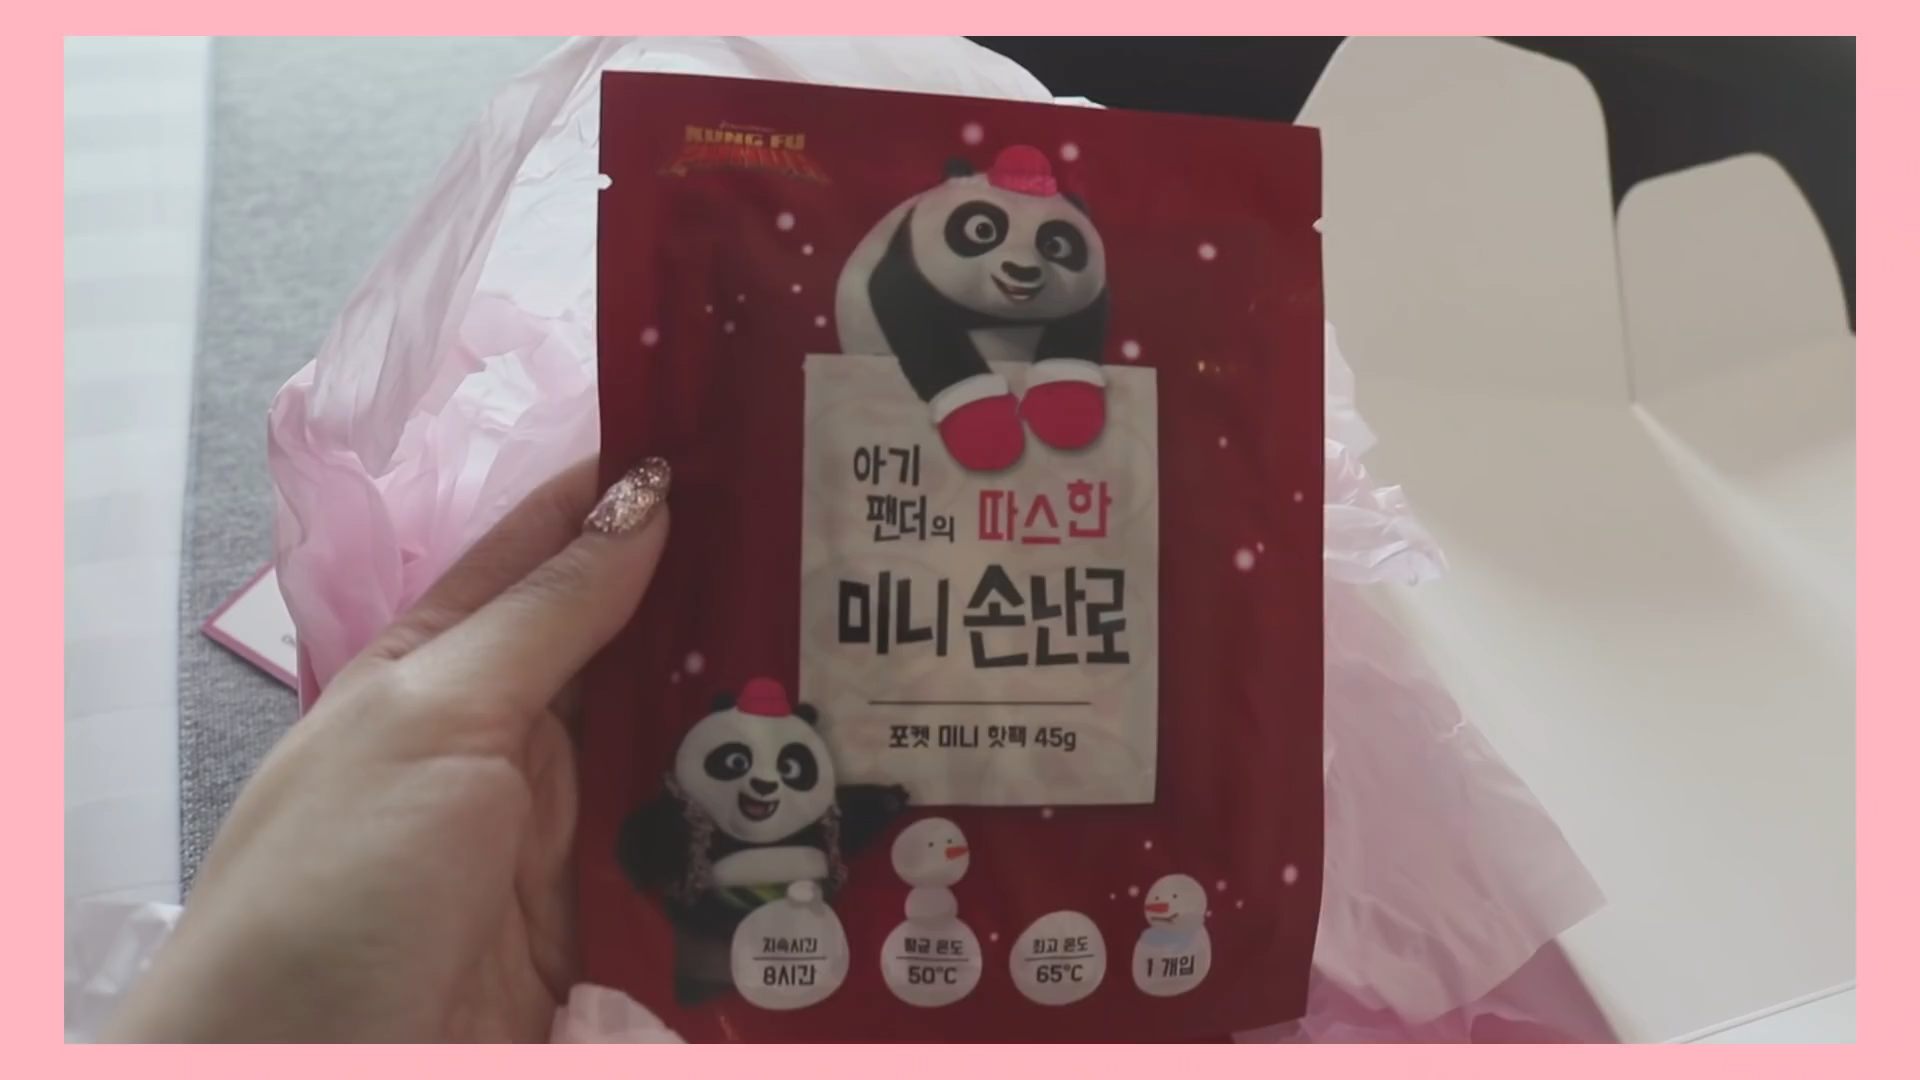 KUNG FU
아기
팬더의 따스한
미니 손난로
포켓 미니 핫팩 45g
지속시간
8시간
평균 온도
50℃
최고 온도
65℃
1개입